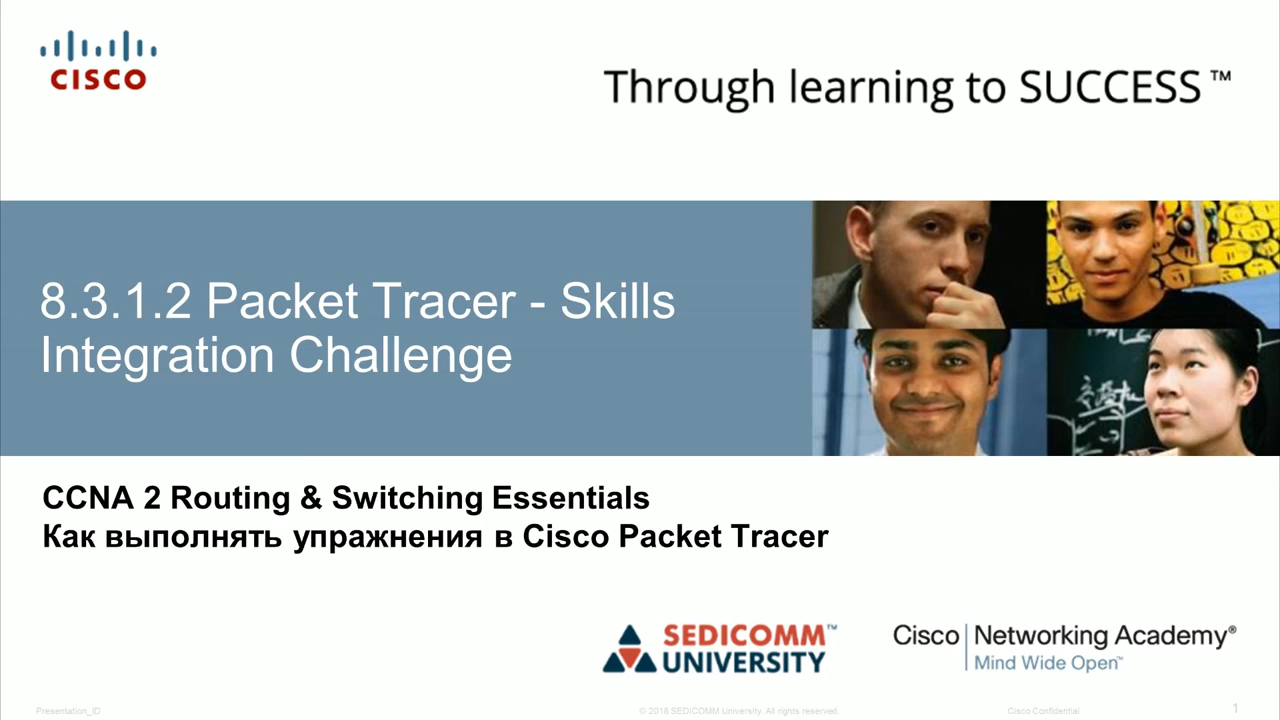 CISCO
Through learning to SUCCESS™
8.3.1.2 Packet Tracer - Skills
Integration Challenge
CCNA 2 Routing & Switching Essentials
Как выполнять упражнения в Cisco Packet Tracer
SEDICOMM™
UNIVERSITY
Cisco Networking Academy®
Mind Wide Open™
Presentation_ID
© 2018 SEDICOMM University. All rights reserved.
Cisco Confidential
1